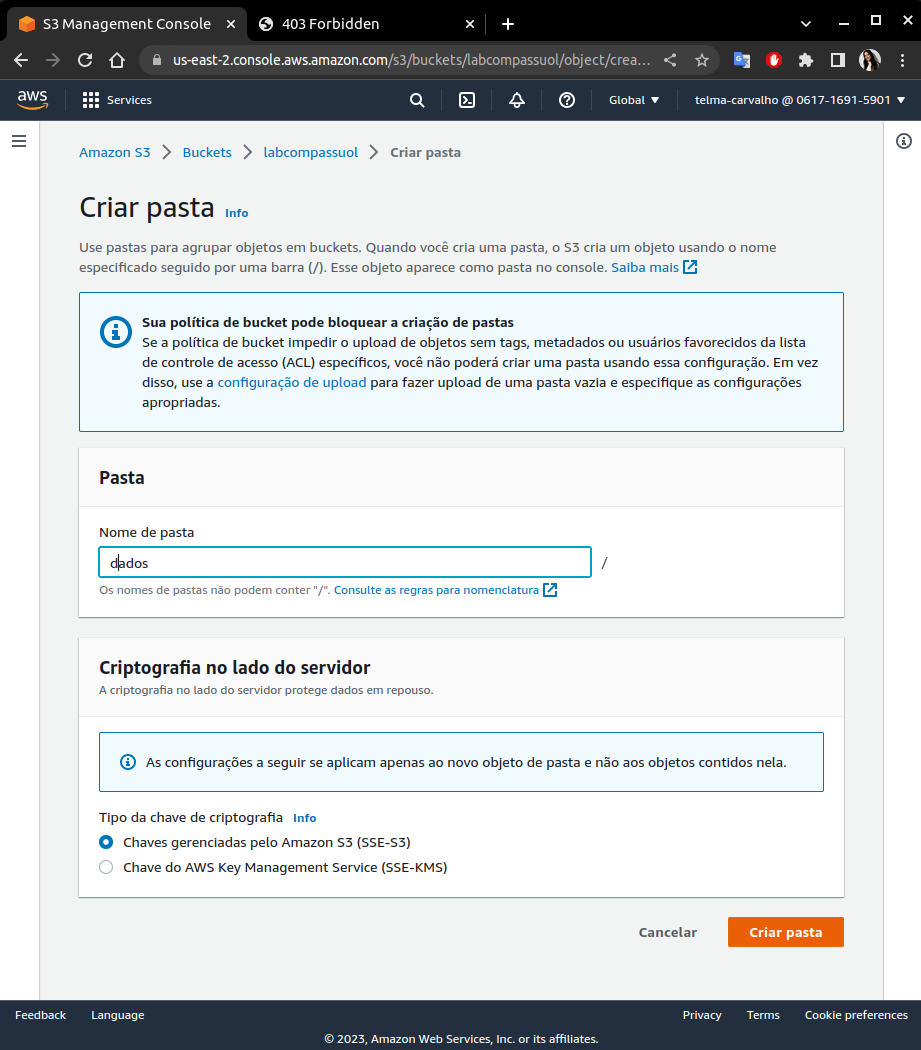 S3 Management Console
403 Forbidden
us-east-2.console.aws.amazon.com/s3/buckets/labcompassuol/object/crea...
aws Services Global telma-carvalho @ 0617-1691-5901
Amazon S3 Buckets labcompassuol Criar pasta
Criar pasta Info
Use pastas para agrupar objetos em buckets. Quando você cria uma pasta, o S3 cria um objeto usando o nome
especificado seguido por uma barra (/). Esse objeto aparece como pasta no console. Saiba mais
Sua política de bucket pode bloquear a criação de pastas
Se a política de bucket impedir o upload de objetos sem tags, metadados ou usuários favorecidos da lista
de controle de acesso (ACL) específicos, você não poderá criar uma pasta usando essa configuração. Em vez
disso, use a configuração de upload para fazer upload de uma pasta vazia e especifique as configurações
apropriadas.
Pasta
Nome de pasta
dados /
Os nomes de pastas não podem conter "/". Consulte as regras para nomenclatura
Criptografia no lado do servidor
A criptografia no lado do servidor protege dados em repouso.
As configurações a seguir se aplicam apenas ao novo objeto de pasta e não aos objetos contidos nela.
Tipo da chave de criptografia Info
Chaves gerenciadas pelo Amazon S3 (SSE-S3)
Chave do AWS Key Management Service (SSE-KMS)
Cancelar Criar pasta
Feedback Language Privacy Terms Cookie preferences
© 2023, Amazon Web Services, Inc. or its affiliates.